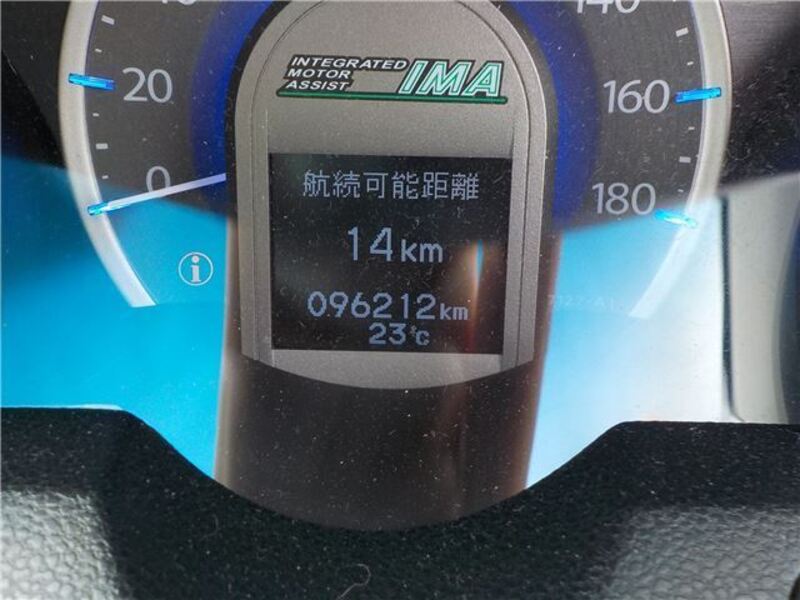 INTEGRATED
MOTOR
ASSIST
IMA
20
0
160
180
航続可能距離
14km
096212km
23℃